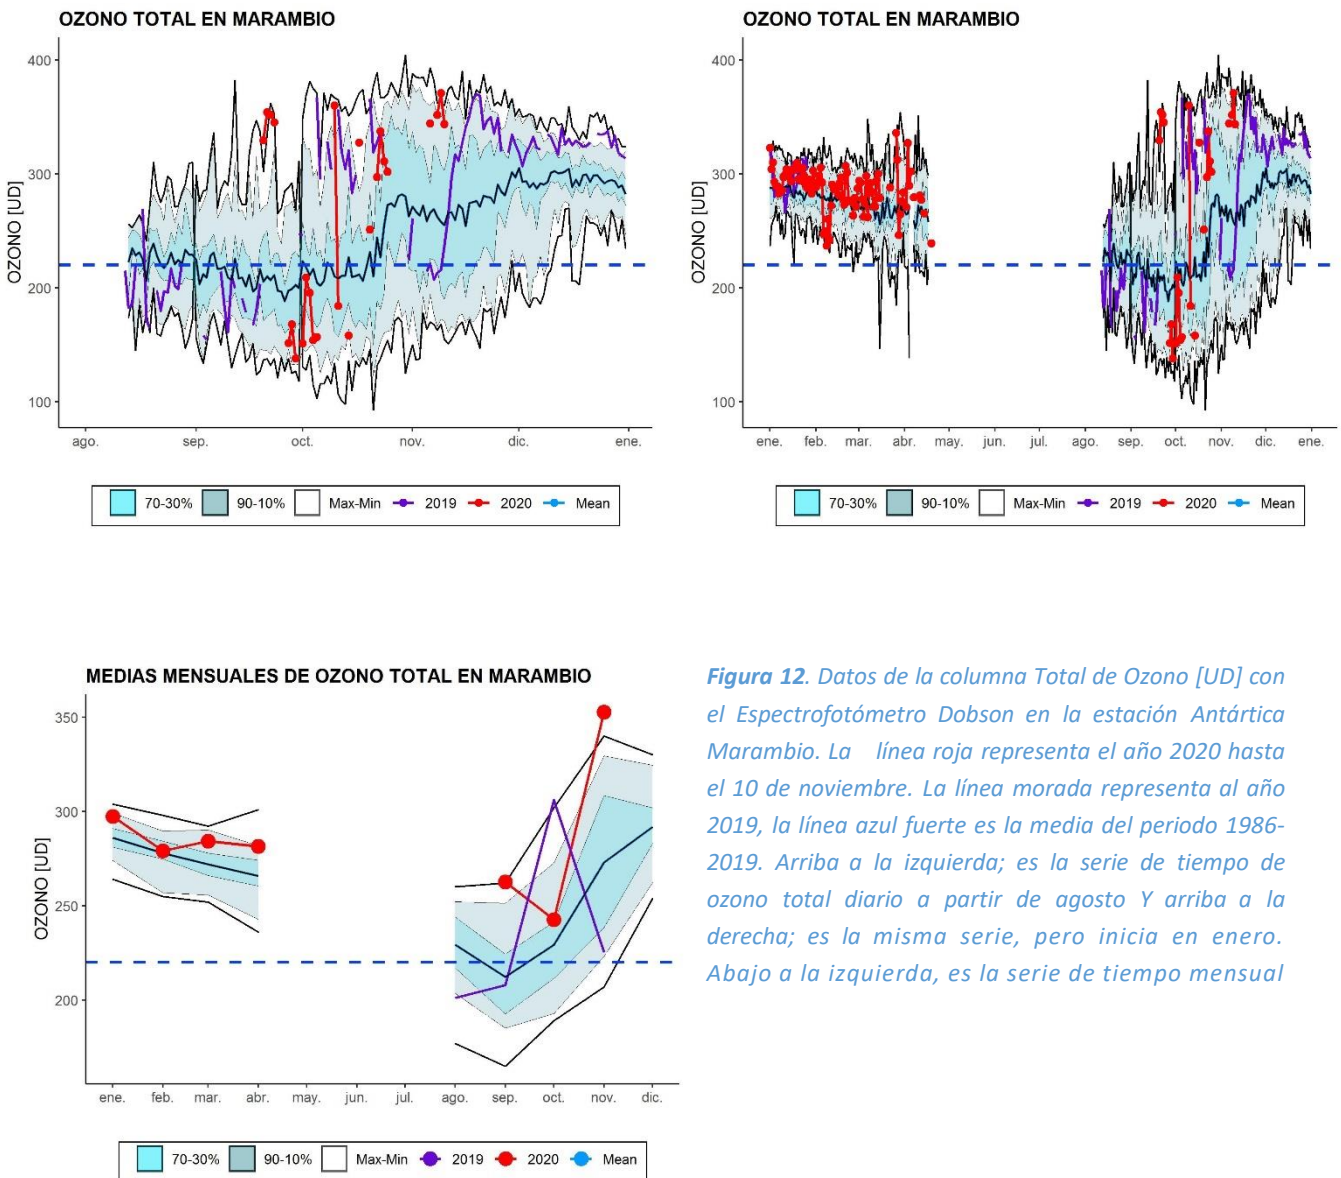 OZONO TOTAL EN MARAMBIO
400
300
200
100
OZONO [UD]
ago. sep. oct. nov. dic. ene.
70-30% 90-10% Max-Min 2019 2020 Mean
OZONO TOTAL EN MARAMBIO
400
300
200
100
OZONO [UD]
ene. feb. mar. abr. may. jun. jul. ago. sep. oct. nov. dic. ene.
70-30% 90-10% Max-Min 2019 2020 Mean
MEDIAS MENSUALES DE OZONO TOTAL EN MARAMBIO
350
300
250
200
OZONO [UD]
ene. feb. mar. abr. may. jun. jul. ago. sep. oct. nov. dic.
70-30% 90-10% Max-Min 2019 2020 Mean
Figura 12. Datos de la columna Total de Ozono [UD] con
el Espectrofotómetro Dobson en la estación Antártica
Marambio. La línea roja representa el año 2020 hasta
el 10 de noviembre. La línea morada representa al año
2019, la línea azul fuerte es la media del periodo 1986-
2019. Arriba a la izquierda; es la serie de tiempo de
ozono total diario a partir de agosto Y arriba a la
derecha; es la misma serie, pero inicia en enero.
Abajo a la izquierda, es la serie de tiempo mensual